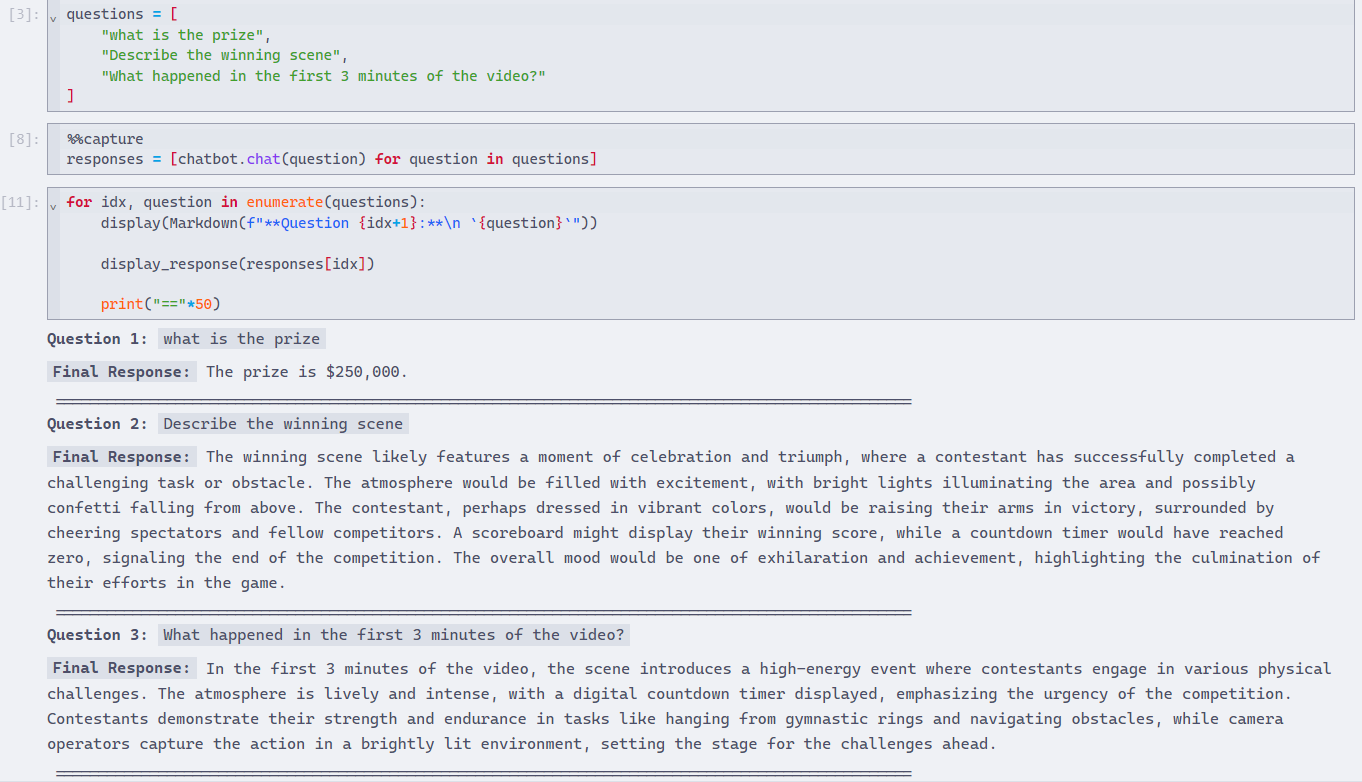 [3]:
questions = [
    "what is the prize",
    "Describe the winning scene",
    "What happened in the first 3 minutes of the video?"
]
[8]:
%%capture
responses = [chatbot.chat(question) for question in questions]
[11]:
for idx, question in enumerate(questions):
    display(Markdown(f"**Question {idx+1}:**\n `{question}`"))
    display_response(responses[idx])
    print("=="*50)
Question 1: what is the prize
Final Response: The prize is $250,000.
====================================================================================================
Question 2: Describe the winning scene
Final Response: The winning scene likely features a moment of celebration and triumph, where a contestant has successfully completed a
challenging task or obstacle. The atmosphere would be filled with excitement, with bright lights illuminating the area and possibly
confetti falling from above. The contestant, perhaps dressed in vibrant colors, would be raising their arms in victory, surrounded by
cheering spectators and fellow competitors. A scoreboard might display their winning score, while a countdown timer would have reached
zero, signaling the end of the competition. The overall mood would be one of exhilaration and achievement, highlighting the culmination of
their efforts in the game.
====================================================================================================
Question 3: What happened in the first 3 minutes of the video?
Final Response: In the first 3 minutes of the video, the scene introduces a high-energy event where contestants engage in various physical
challenges. The atmosphere is lively and intense, with a digital countdown timer displayed, emphasizing the urgency of the competition.
Contestants demonstrate their strength and endurance in tasks like hanging from gymnastic rings and navigating obstacles, while camera
operators capture the action in a brightly lit environment, setting the stage for the challenges ahead.
====================================================================================================